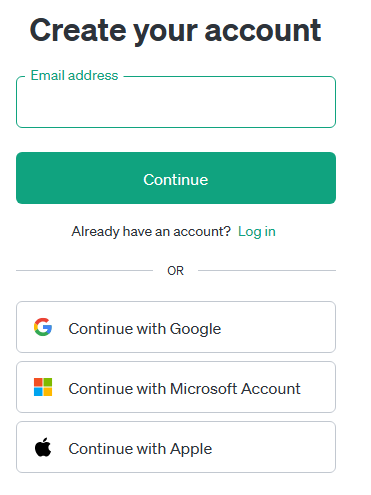 Create your account
Email address
Continue
Already have an account? Log in
OR
Continue with Google
Continue with Microsoft Account
Continue with Apple